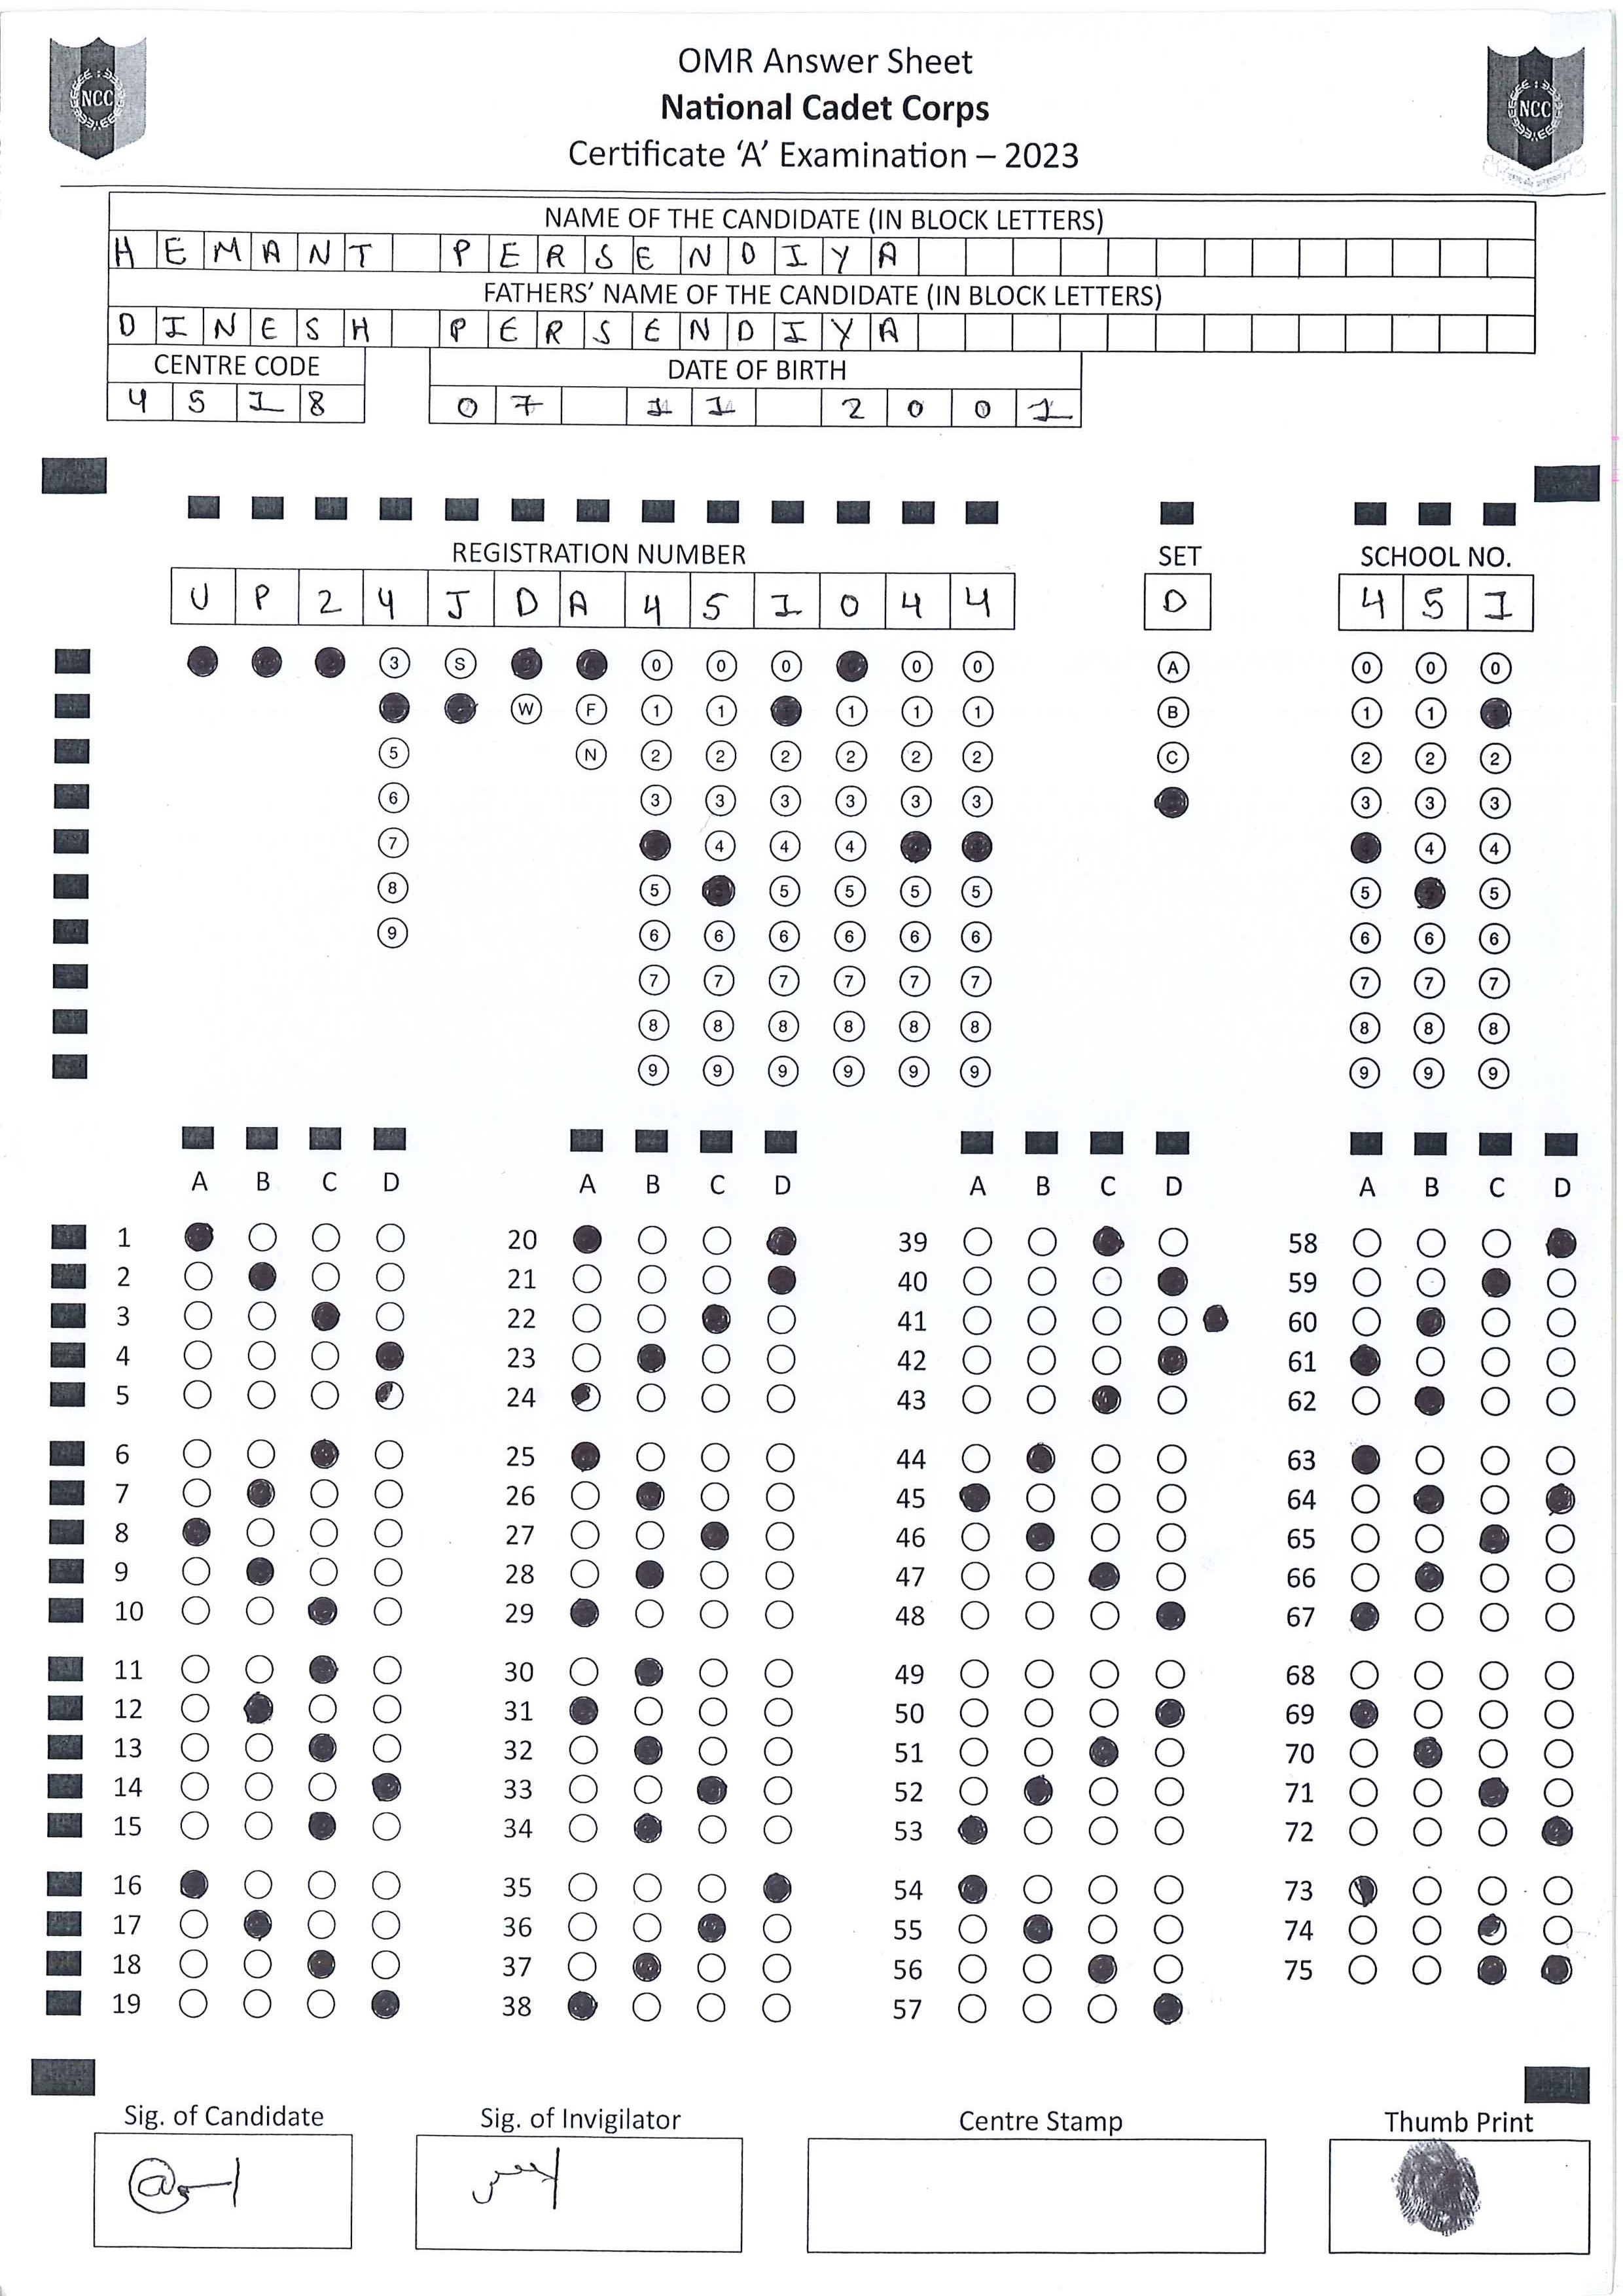 OMR Answer Sheet
National Cadet Corps
Certificate ‘A’ Examination – 2023
NCC
NCC
NAME OF THE CANDIDATE (IN BLOCK LETTERS)
HEMANT PERSENDIYA
FATHERS’ NAME OF THE CANDIDATE (IN BLOCK LETTERS)
DINESH PERSENDIYA
CENTRE CODE DATE OF BIRTH
4 5 1 8 0 7 1 1 2 0 0 1
REGISTRATION NUMBER SET SCHOOL NO.
U P 2 4 J D A 4 5 1 0 4 4 D 4 5 1
3 S 0 0 0 0 0 A 0 0 0
W F 1 1 1 1 1 B 1 1
5 N 2 2 2 2 2 2 C 2 2 2
6 3 3 3 3 3 3 3 3 3
7 4 4 4 4 4
8 5 5 5 5 5 5 5
9 6 6 6 6 6 6 6 6 6
7 7 7 7 7 7 7 7 7
8 8 8 8 8 8 8 8 8
9 9 9 9 9 9 9 9 9
A B C D A B C D A B C D A B C D
1 20 39 58
2 21 40 59
3 22 41 60
4 23 42 61
5 24 43 62
6 25 44 63
7 26 45 64
8 27 46 65
9 28 47 66
10 29 48 67
11 30 49 68
12 31 50 69
13 32 51 70
14 33 52 71
15 34 53 72
16 35 54 73
17 36 55 74
18 37 56 75
19 38 57
Sig. of Candidate Sig. of Invigilator Centre Stamp Thumb Print